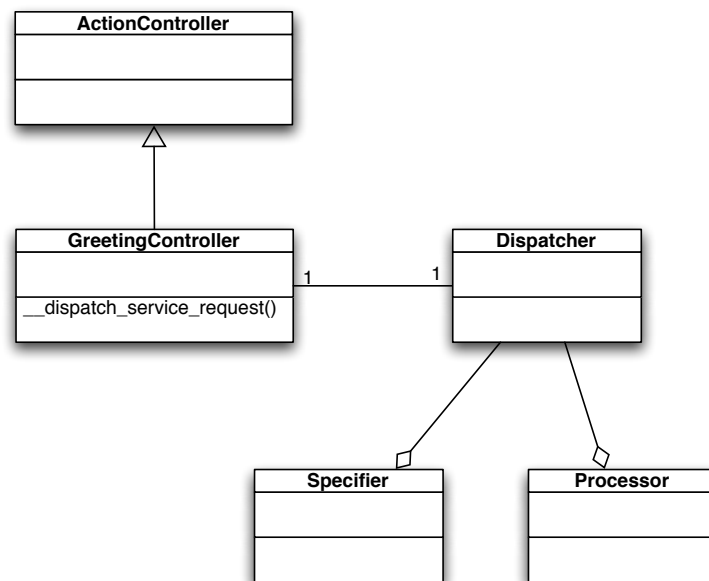 ActionController
GreetingController
Dispatcher
1
1
__dispatch_service_request()
Specifier
Processor